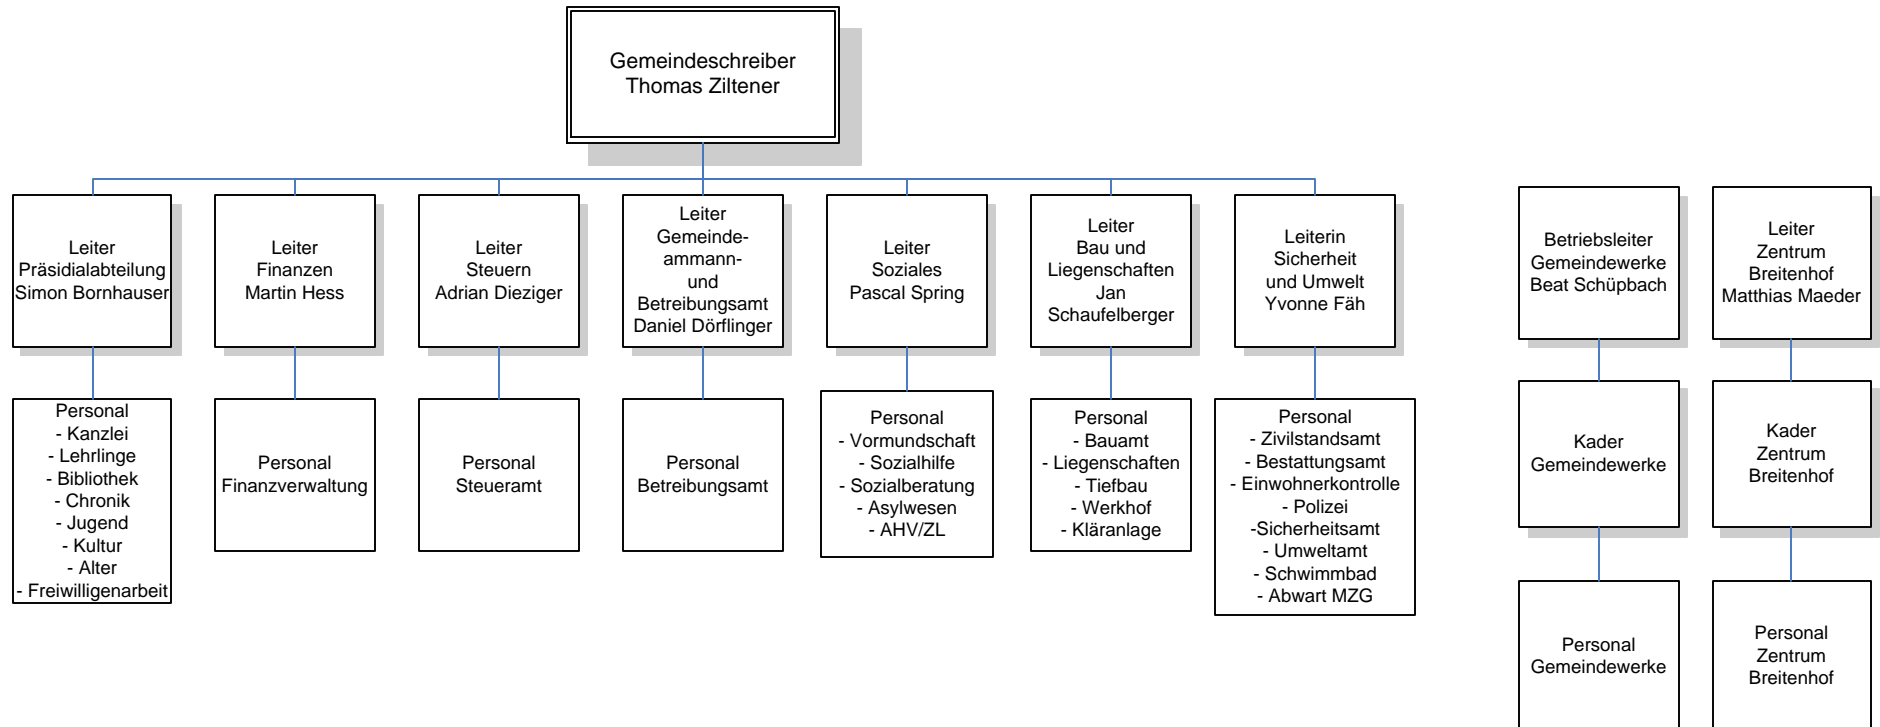 Gemeindeschreiber
Thomas Ziltener
Leiter
Präsidialabteilung
Simon Bornhauser
Leiter
Finanzen
Martin Hess
Leiter
Steuern
Adrian Dieziger
Leiter
Gemeinde-
ammann-
und
Betreibungsamt
Daniel Dörflinger
Leiter
Soziales
Pascal Spring
Leiter
Bau und
Liegenschaften
Jan
Schaufelberger
Leiterin
Sicherheit
und Umwelt
Yvonne Fäh
Betriebsleiter
Gemeindewerke
Beat Schüpbach
Leiter
Zentrum
Breitenhof
Matthias Maeder
Personal
- Kanzlei
- Lehrlinge
- Bibliothek
- Chronik
- Jugend
- Kultur
- Alter
- Freiwilligenarbeit
Personal
Finanzverwaltung
Personal
Steueramt
Personal
Betreibungsamt
Personal
- Vormundschaft
- Sozialhilfe
- Sozialberatung
- Asylwesen
- AHV/ZL
Personal
- Bauamt
- Liegenschaften
- Tiefbau
- Werkhof
- Kläranlage
Personal
- Zivilstandsamt
- Bestattungsamt
- Einwohnerkontrolle
- Polizei
-Sicherheitsamt
- Umweltamt
- Schwimmbad
- Abwart MZG
Kader
Gemeindewerke
Kader
Zentrum
Breitenhof
Personal
Gemeindewerke
Personal
Zentrum
Breitenhof